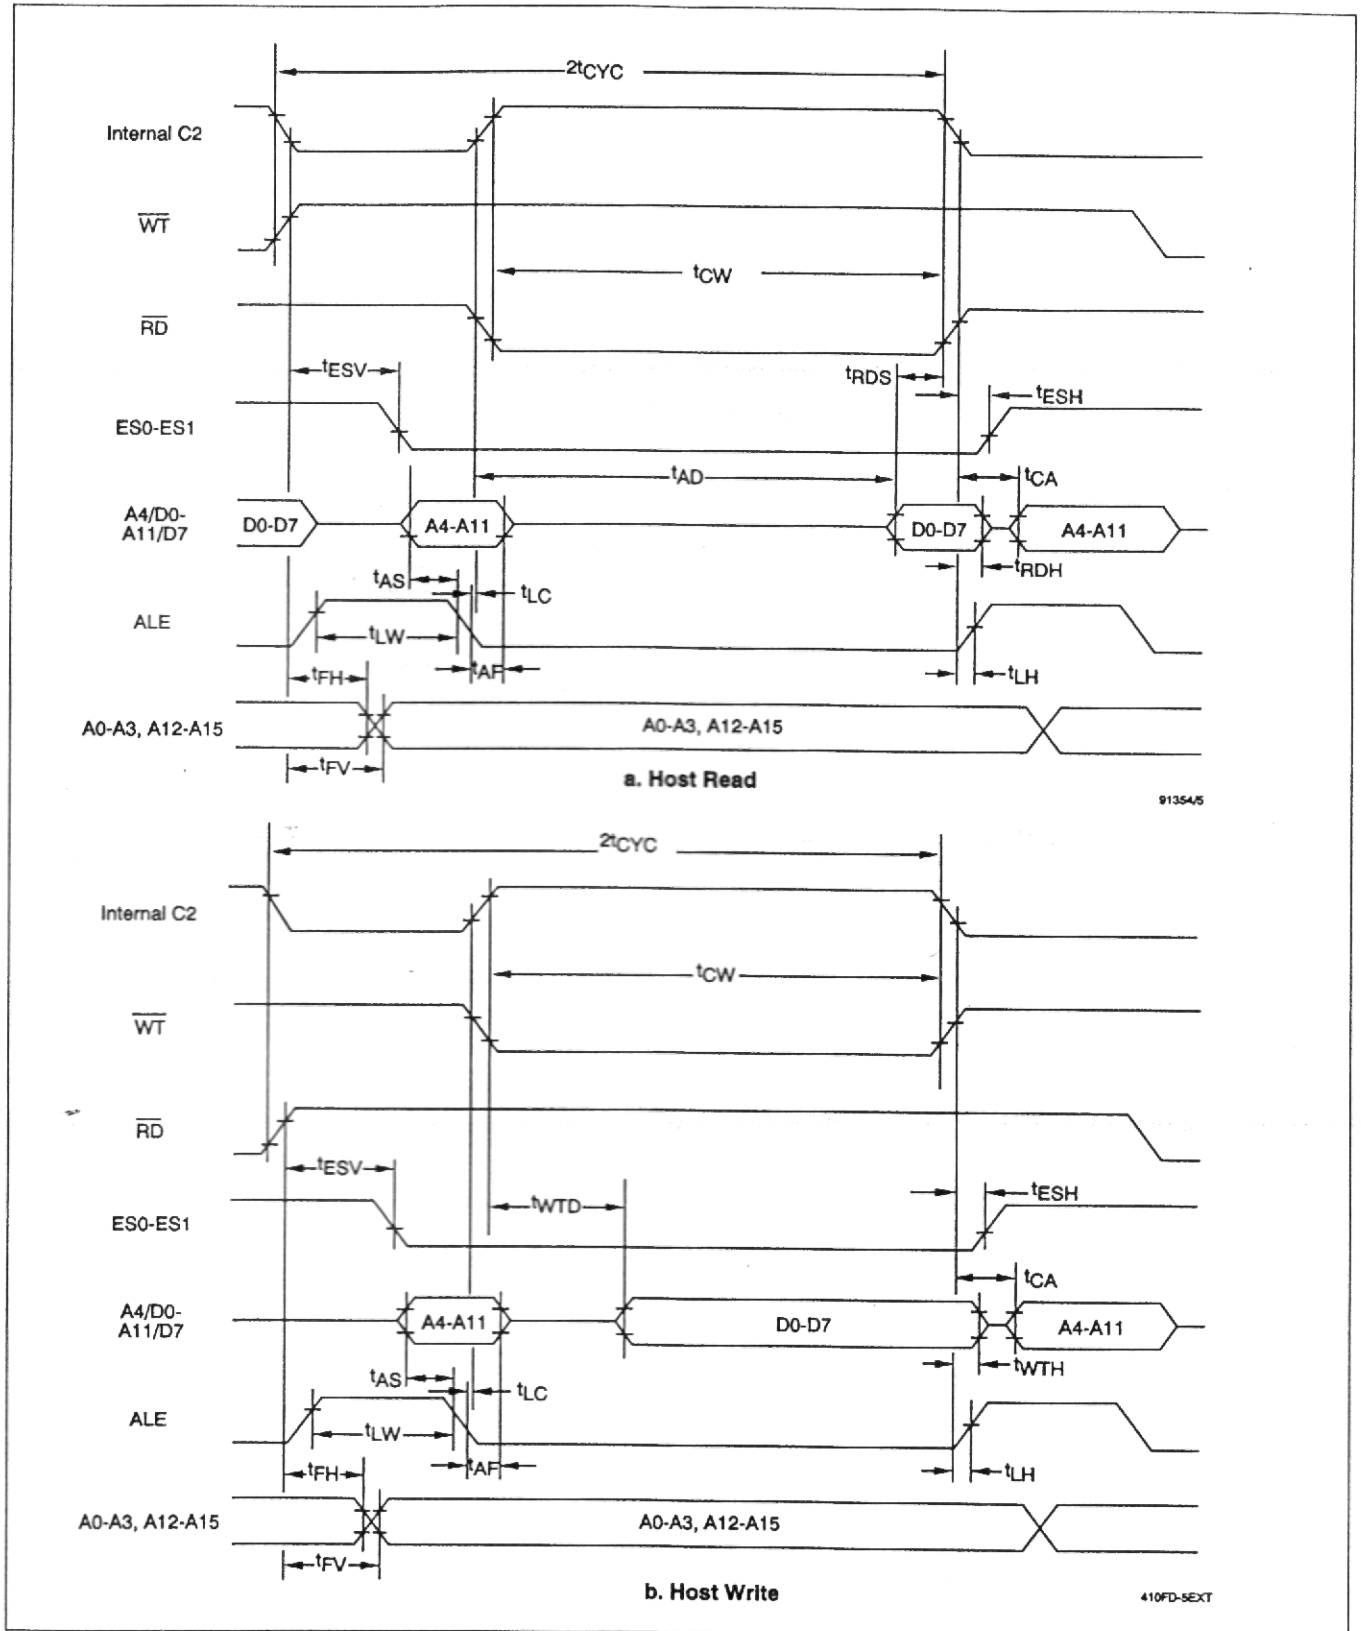 2tCYC
Internal C2
WT
tCW
RD
tESV
tRDS
tESH
ES0-ES1
tAD
tCA
A4/D0-
A11/D7
D0-D7
A4-A11
D0-D7
A4-A11
tAS
tLC
tRDH
ALE
tLW
tFH
tAF
tLH
A0-A3, A12-A15
A0-A3, A12-A15
tFV
a. Host Read
91354/5
2tCYC
Internal C2
tCW
WT
RD
tESV
tWTD
tESH
ES0-ES1
tCA
A4/D0-
A11/D7
A4-A11
D0-D7
A4-A11
tAS
tLC
tWTH
ALE
tLW
tFH
tAF
tLH
A0-A3, A12-A15
A0-A3, A12-A15
tFV
b. Host Write
410FD-5EXT